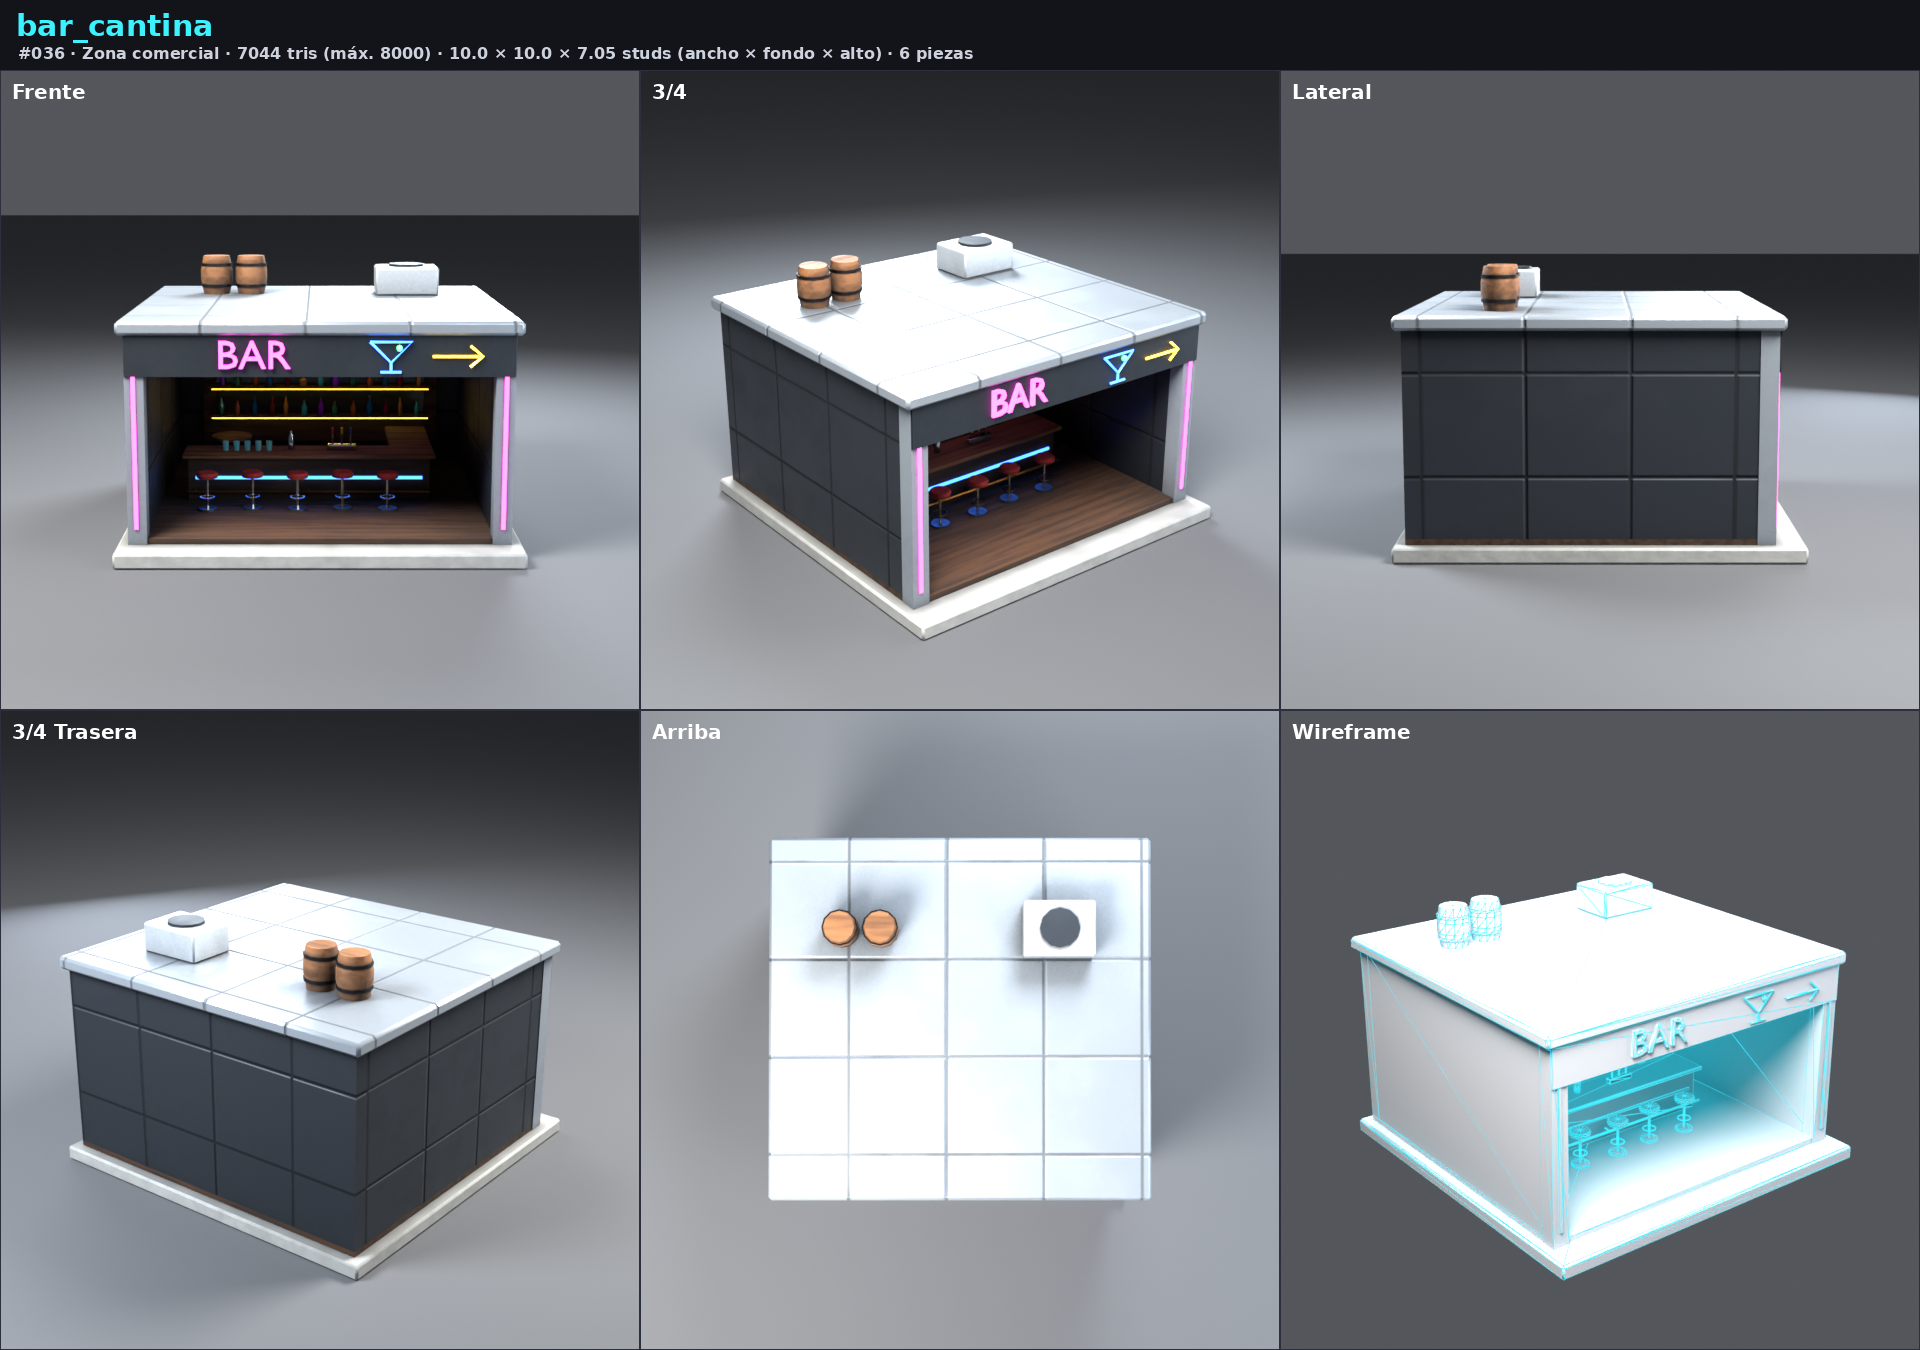 bar_cantina
#036 · Zona comercial · 7044 tris (máx. 8000) · 10.0 × 10.0 × 7.05 studs (ancho × fondo × alto) · 6 piezas
Frente
3/4
Lateral
BAR
BAR
3/4 Trasera
Arriba
Wireframe
BAR